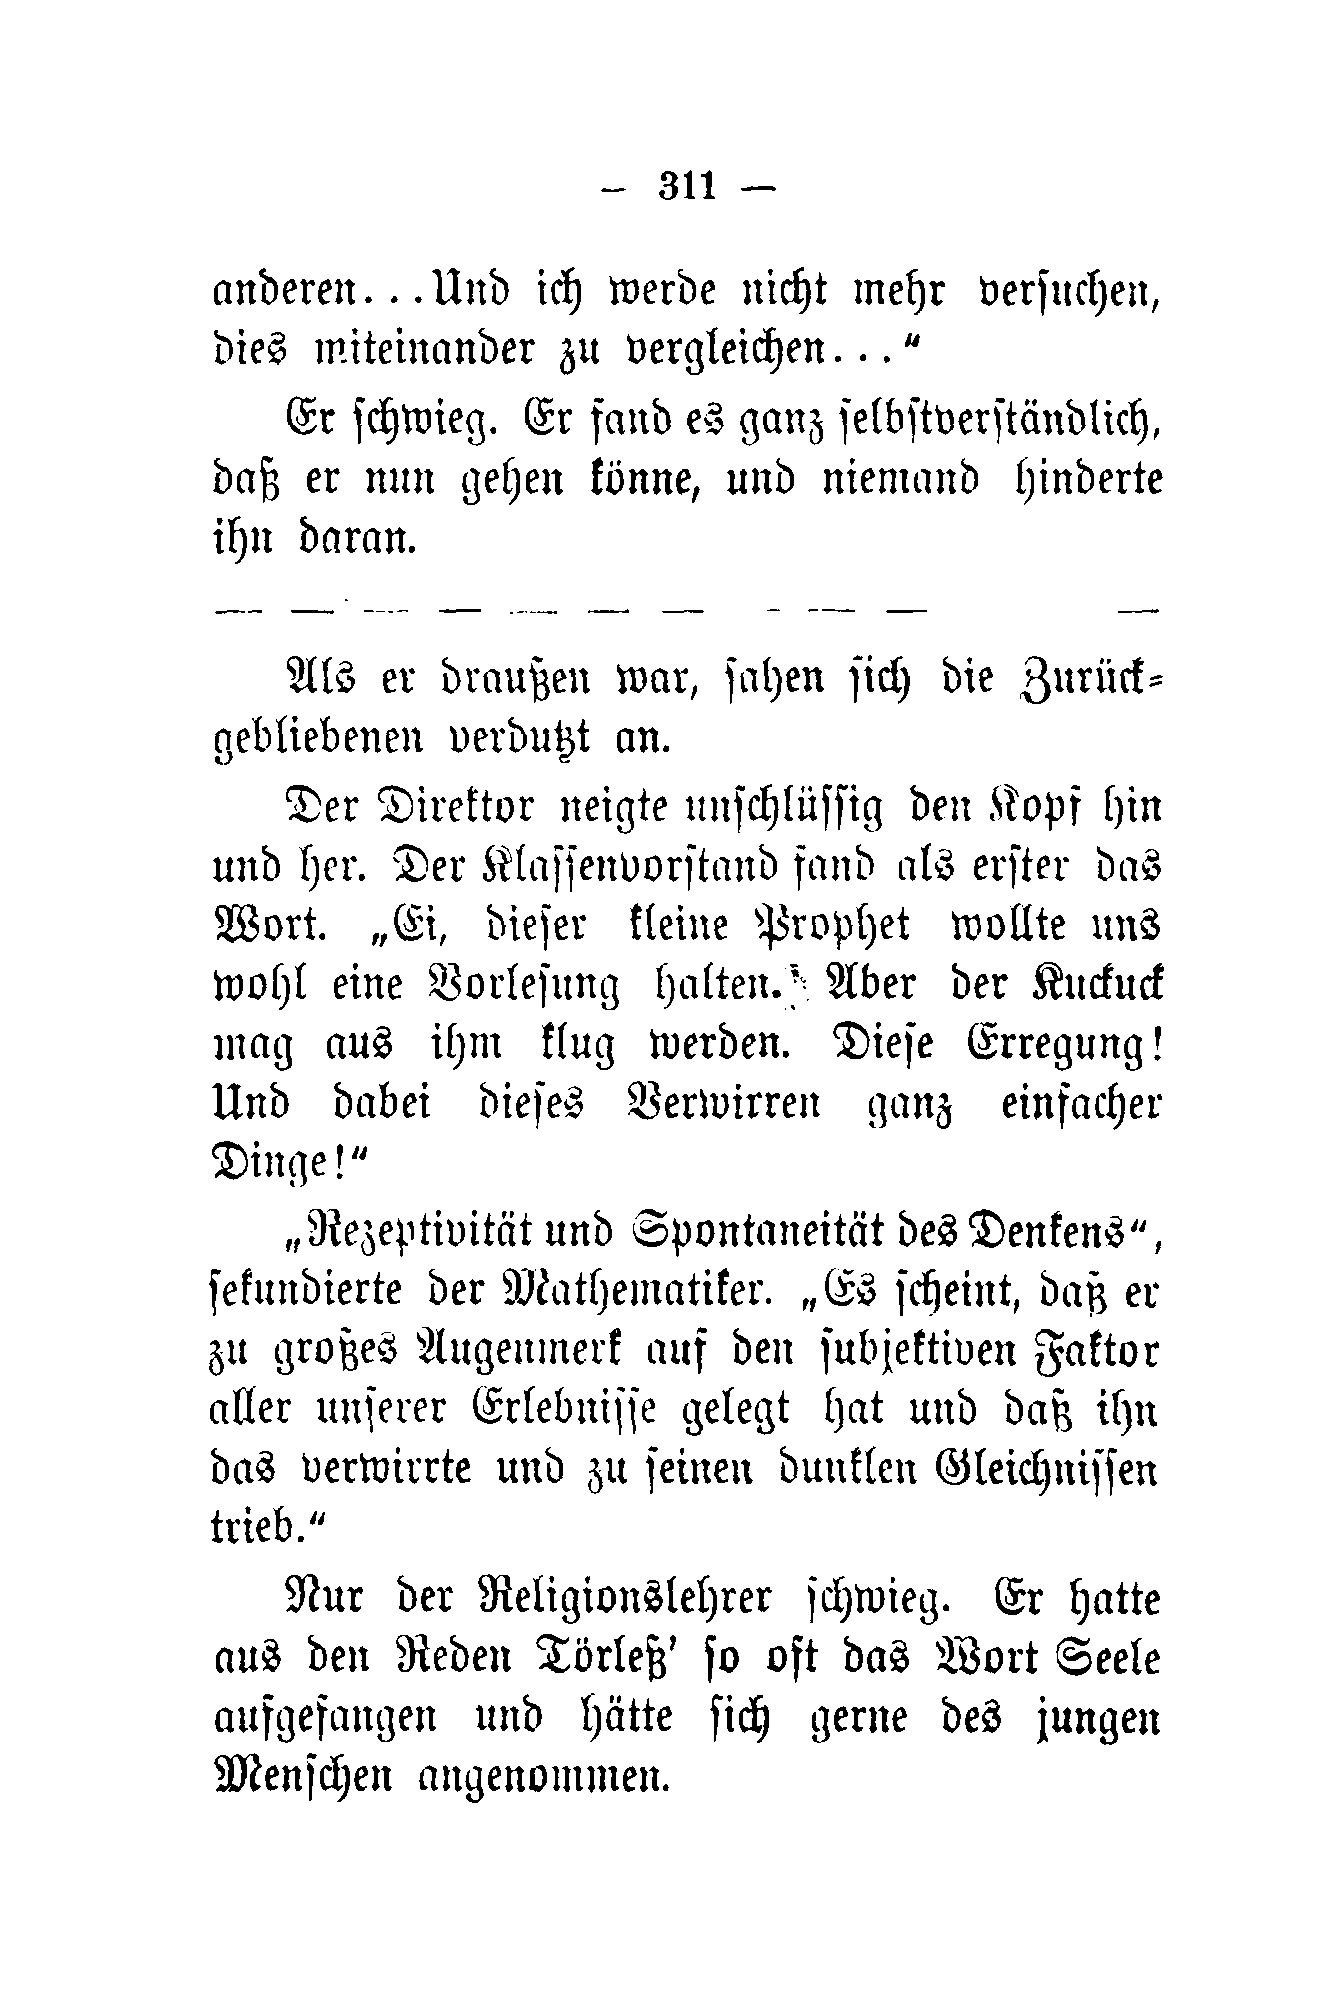 — 311 —
anderen. . . Und ich werde nicht mehr versuchen,
dies miteinander zu vergleichen. . . “
Er schwieg. Er fand es ganz selbstverständlich,
daß er nun gehen könne, und niemand hinderte
ihn daran.
— — — — — — — — — — —
Als er draußen war, sahen sich die Zurück-
gebliebenen verdutzt an.
Der Direktor neigte unschlüssig den Kopf hin
und her. Der Klassenvorstand fand als erster das
Wort. „Ei, dieser kleine Prophet wollte uns
wohl eine Vorlesung halten. Aber der Kuckuck
mag aus ihm klug werden. Diese Erregung!
Und dabei dieses Verwirren ganz einfacher
Dinge!“
„Rezeptivität und Spontaneität des Denkens“,
sekundierte der Mathematiker. „Es scheint, daß er
zu großes Augenmerk auf den subjektiven Faktor
aller unserer Erlebnisse gelegt hat und daß ihn
das verwirrte und zu seinen dunklen Gleichnissen
trieb.“
Nur der Religionslehrer schwieg. Er hatte
aus den Reden Törleß’ so oft das Wort Seele
aufgefangen und hätte sich gerne des jungen
Menschen angenommen.